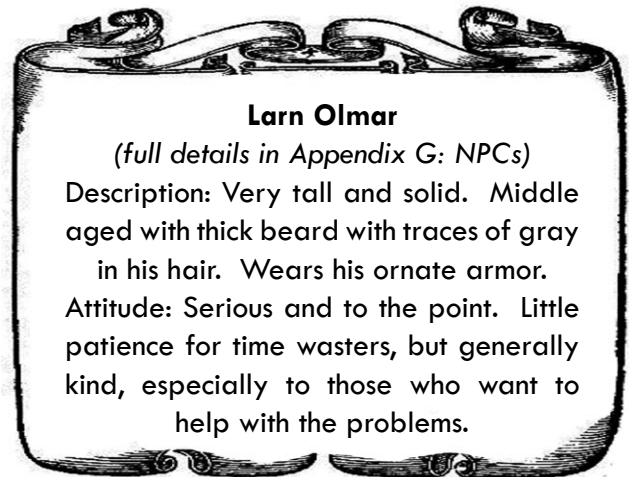 Larn Olmar
(full details in Appendix G: NPCs)
Description: Very tall and solid. Middle
aged with thick beard with traces of gray
in his hair. Wears his ornate armor.
Attitude: Serious and to the point. Little
patience for time wasters, but generally
kind, especially to those who want to
help with the problems.